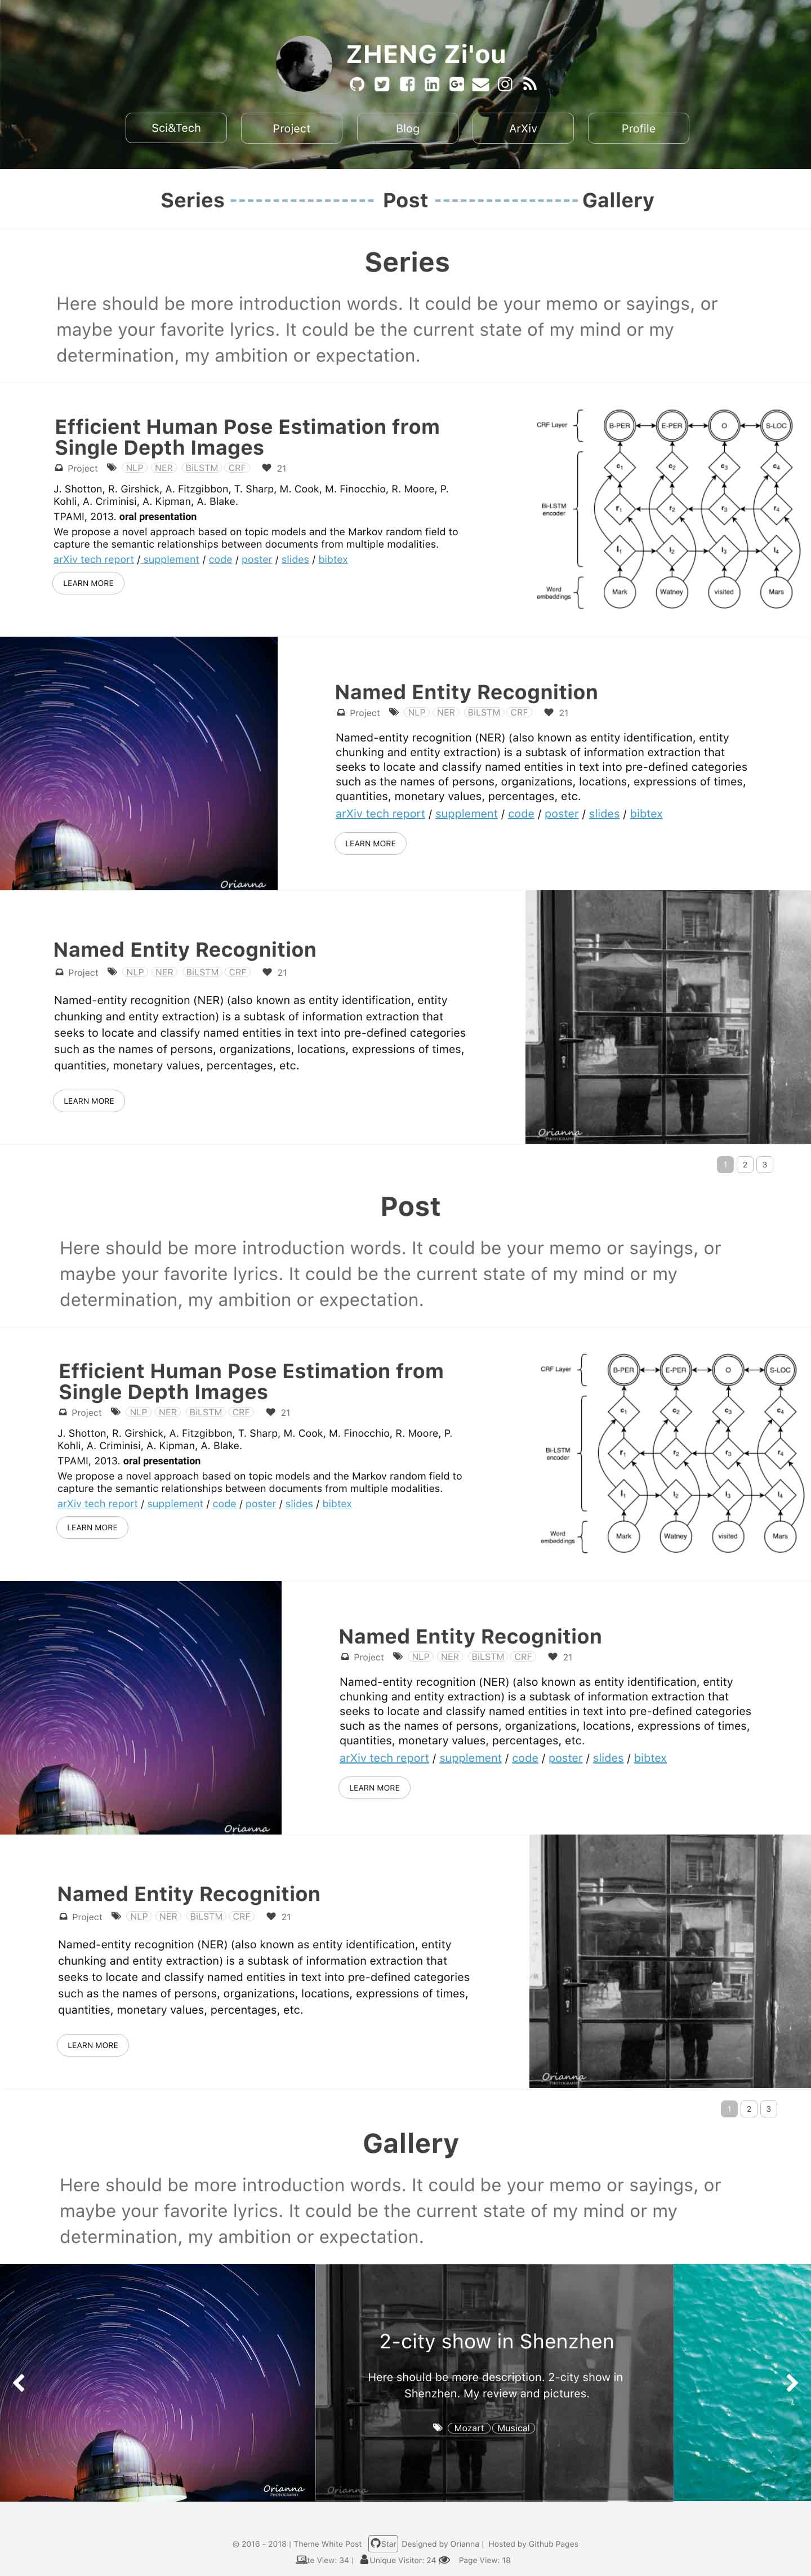 ZHENG Zi'ou
Sci&Tech Project Blog ArXiv Profile
Series Post Gallery
Series
Here should be more introduction words. It could be your memo or sayings, or
maybe your favorite lyrics. It could be the current state of my mind or my
determination, my ambition or expectation.
Efficient Human Pose Estimation from
Single Depth Images
Project NLP NER BiLSTM CRF 21
J. Shotton, R. Girshick, A. Fitzgibbon, T. Sharp, M. Cook, M. Finocchio, R. Moore, P.
Kohli, A. Criminisi, A. Kipman, A. Blake.
TPAMI, 2013. oral presentation
We propose a novel approach based on topic models and the Markov random field to
capture the semantic relationships between documents from multiple modalities.
arXiv tech report / supplement / code / poster / slides / bibtex
LEARN MORE
CRF Layer B-PER E-PER O S-LOC
c1 c2 c3 c4
Bi-LSTM
encoder
r1 r2 r3 r4
l1 l2 l3 l4
Word
embeddings
Mark Watney visited Mars
Orianna
Named Entity Recognition
Project NLP NER BiLSTM CRF 21
Named-entity recognition (NER) (also known as entity identification, entity
chunking and entity extraction) is a subtask of information extraction that
seeks to locate and classify named entities in text into pre-defined categories
such as the names of persons, organizations, locations, expressions of times,
quantities, monetary values, percentages, etc.
arXiv tech report / supplement / code / poster / slides / bibtex
LEARN MORE
Named Entity Recognition
Project NLP NER BiLSTM CRF 21
Named-entity recognition (NER) (also known as entity identification, entity
chunking and entity extraction) is a subtask of information extraction that
seeks to locate and classify named entities in text into pre-defined categories
such as the names of persons, organizations, locations, expressions of times,
quantities, monetary values, percentages, etc.
LEARN MORE
Orianna
PHOTOGRAPHY
1 2 3
Post
Here should be more introduction words. It could be your memo or sayings, or
maybe your favorite lyrics. It could be the current state of my mind or my
determination, my ambition or expectation.
Efficient Human Pose Estimation from
Single Depth Images
Project NLP NER BiLSTM CRF 21
J. Shotton, R. Girshick, A. Fitzgibbon, T. Sharp, M. Cook, M. Finocchio, R. Moore, P.
Kohli, A. Criminisi, A. Kipman, A. Blake.
TPAMI, 2013. oral presentation
We propose a novel approach based on topic models and the Markov random field to
capture the semantic relationships between documents from multiple modalities.
arXiv tech report / supplement / code / poster / slides / bibtex
LEARN MORE
CRF Layer B-PER E-PER O S-LOC
c1 c2 c3 c4
Bi-LSTM
encoder
r1 r2 r3 r4
l1 l2 l3 l4
Word
embeddings
Mark Watney visited Mars
Orianna
Named Entity Recognition
Project NLP NER BiLSTM CRF 21
Named-entity recognition (NER) (also known as entity identification, entity
chunking and entity extraction) is a subtask of information extraction that
seeks to locate and classify named entities in text into pre-defined categories
such as the names of persons, organizations, locations, expressions of times,
quantities, monetary values, percentages, etc.
arXiv tech report / supplement / code / poster / slides / bibtex
LEARN MORE
Named Entity Recognition
Project NLP NER BiLSTM CRF 21
Named-entity recognition (NER) (also known as entity identification, entity
chunking and entity extraction) is a subtask of information extraction that
seeks to locate and classify named entities in text into pre-defined categories
such as the names of persons, organizations, locations, expressions of times,
quantities, monetary values, percentages, etc.
LEARN MORE
Orianna
PHOTOGRAPHY
1 2 3
Gallery
Here should be more introduction words. It could be your memo or sayings, or
maybe your favorite lyrics. It could be the current state of my mind or my
determination, my ambition or expectation.
Orianna
2-city show in Shenzhen
Here should be more description. 2-city show in
Shenzhen. My review and pictures.
Mozart Musical
Orianna
© 2016 - 2018 | Theme White Post Star Designed by Orianna | Hosted by Github Pages
View: 34 | Unique Visitor: 24 Page View: 18